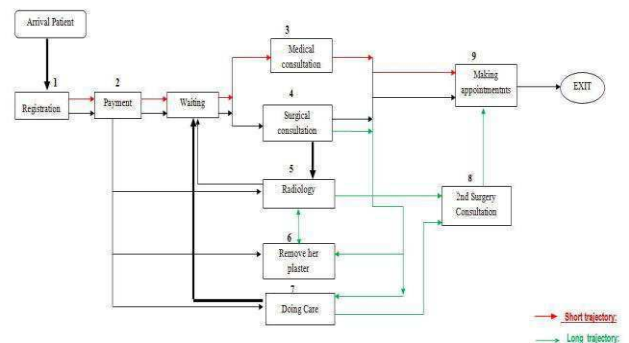 Arrival Patient
1
Registration
2
Payment
Waiting
3
Medical
consultation
4
Surgical
consultation
5
Radiology
6
Remove her
plaster
7
Doing Care
8
2nd Surgery
Consultation
9
Making
appointmentnts
EXIT
Short trajectory:
Long trajectory: